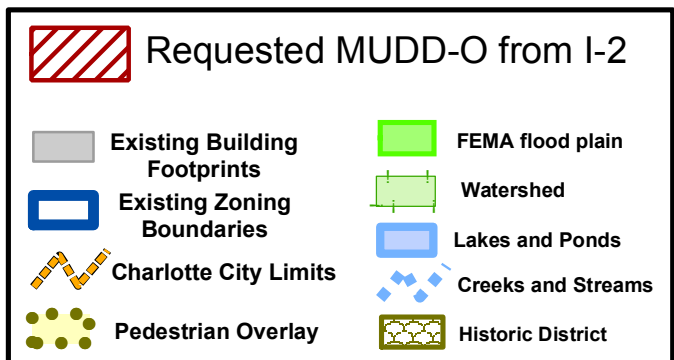 Requested MUDD-O from I-2
Existing Building
Footprints
Existing Zoning
Boundaries
Charlotte City Limits
Pedestrian Overlay
FEMA flood plain
Watershed
Lakes and Ponds
Creeks and Streams
Historic District